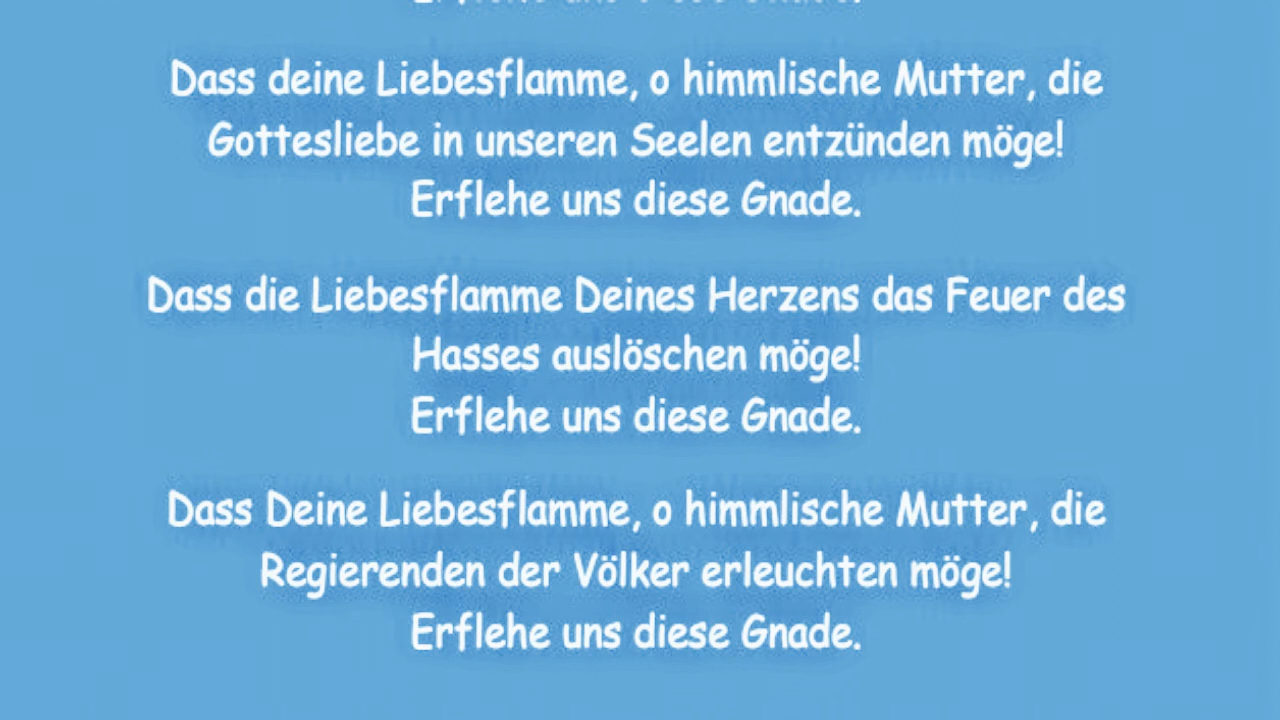 Dass deine Liebesflamme, o himmlische Mutter, die
Gottesliebe in unseren Seelen entzünden möge!
Erflehe uns diese Gnade.
Dass die Liebesflamme Deines Herzens das Feuer des
Hasses auslöschen möge!
Erflehe uns diese Gnade.
Dass Deine Liebesflamme, o himmlische Mutter, die
Regierenden der Völker erleuchten möge!
Erflehe uns diese Gnade.